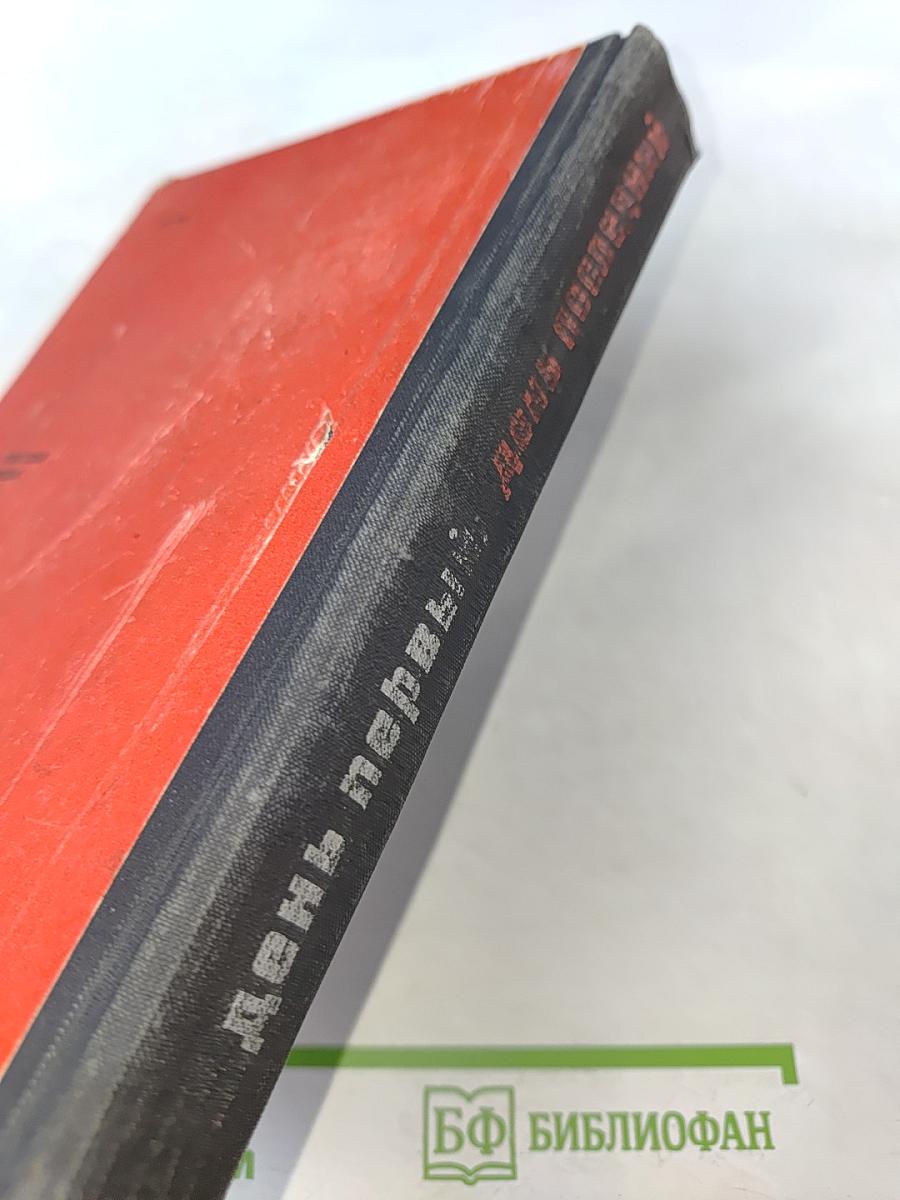 День первый,
день последний
БФ БИБЛИОФАН
и